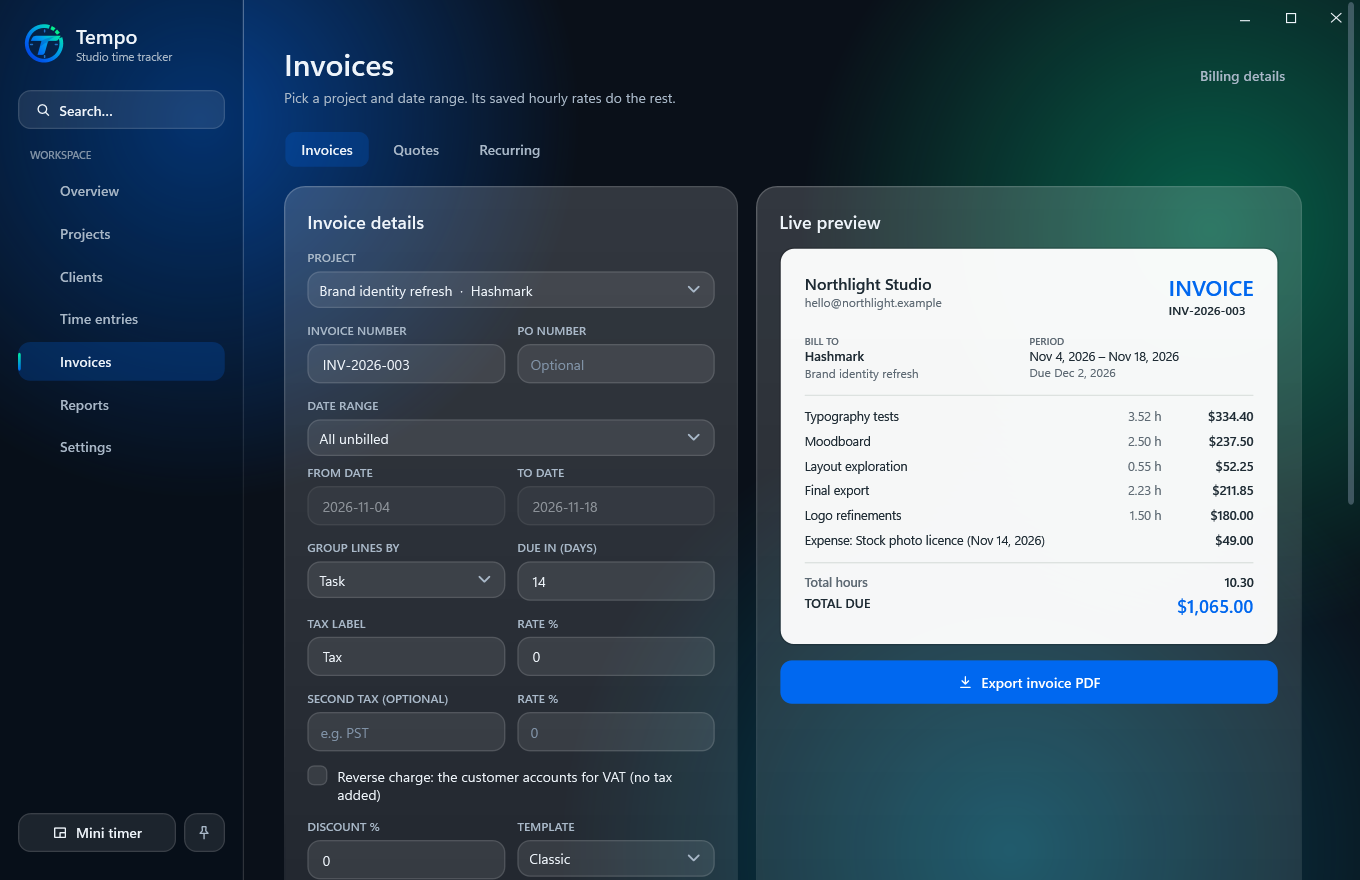 Tempo
Studio time tracker
Search...
WORKSPACE
Overview
Projects
Clients
Time entries
Invoices
Reports
Settings
Mini timer
Invoices
Pick a project and date range. Its saved hourly rates do the rest.
Billing details
Invoices Quotes Recurring
Invoice details
PROJECT
Brand identity refresh · Hashmark
INVOICE NUMBER PO NUMBER
INV-2026-003 Optional
DATE RANGE
All unbilled
FROM DATE TO DATE
2026-11-04 2026-11-18
GROUP LINES BY DUE IN (DAYS)
Task 14
TAX LABEL RATE %
Tax 0
SECOND TAX (OPTIONAL) RATE %
e.g. PST 0
Reverse charge: the customer accounts for VAT (no tax
added)
DISCOUNT % TEMPLATE
0 Classic
Live preview
Northlight Studio INVOICE
hello@northlight.example INV-2026-003
BILL TO PERIOD
Hashmark Nov 4, 2026 – Nov 18, 2026
Brand identity refresh Due Dec 2, 2026
Typography tests 3.52 h $334.40
Moodboard 2.50 h $237.50
Layout exploration 0.55 h $52.25
Final export 2.23 h $211.85
Logo refinements 1.50 h $180.00
Expense: Stock photo licence (Nov 14, 2026) $49.00
Total hours 10.30
TOTAL DUE $1,065.00
Export invoice PDF